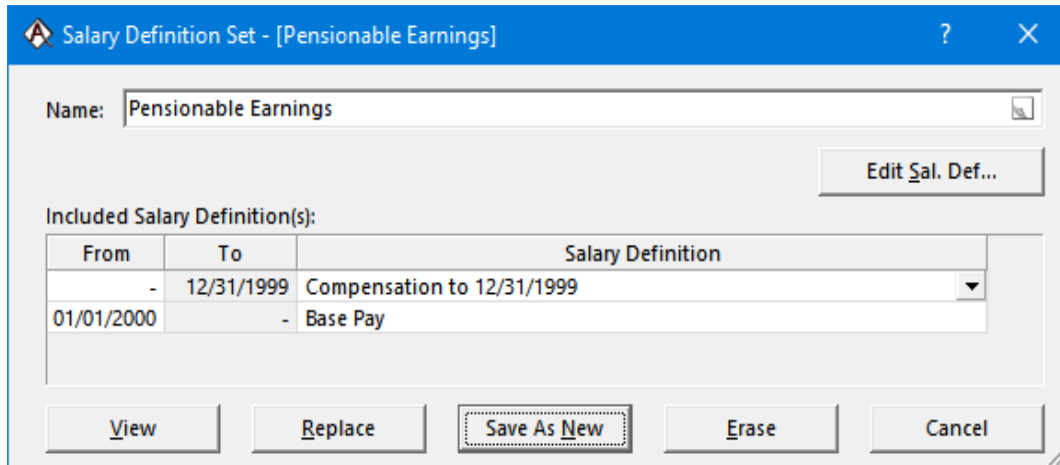 Salary Definition Set - [Pensionable Earnings] ?
Name: Pensionable Earnings
Edit Sal. Def...
Included Salary Definition(s):
From To Salary Definition
- 12/31/1999 Compensation to 12/31/1999
01/01/2000 - Base Pay
View Replace Save As New Erase Cancel